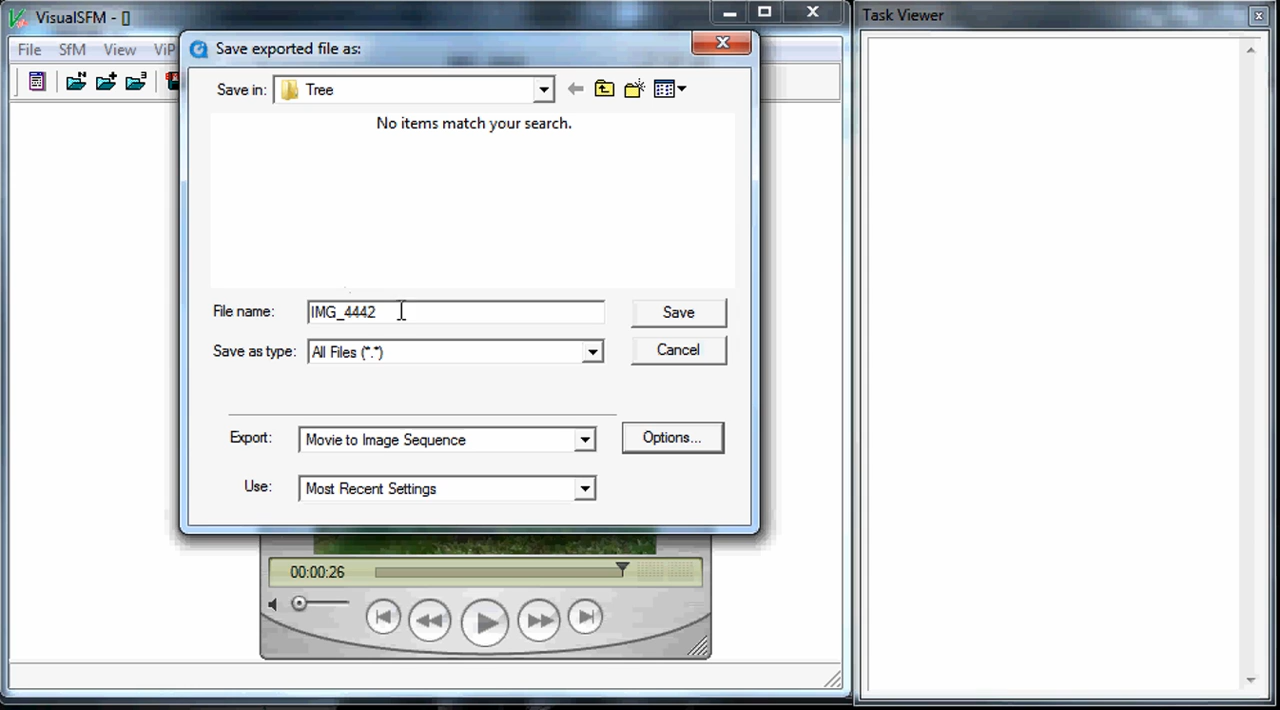 VisualSFM - []
Task Viewer
File SfM View ViP
Save exported file as:
Save in: Tree
No items match your search.
File name: IMG_4442 Save
Save as type: All Files (*.*) Cancel
Export: Movie to Image Sequence Options...
Use: Most Recent Settings
00:00:26